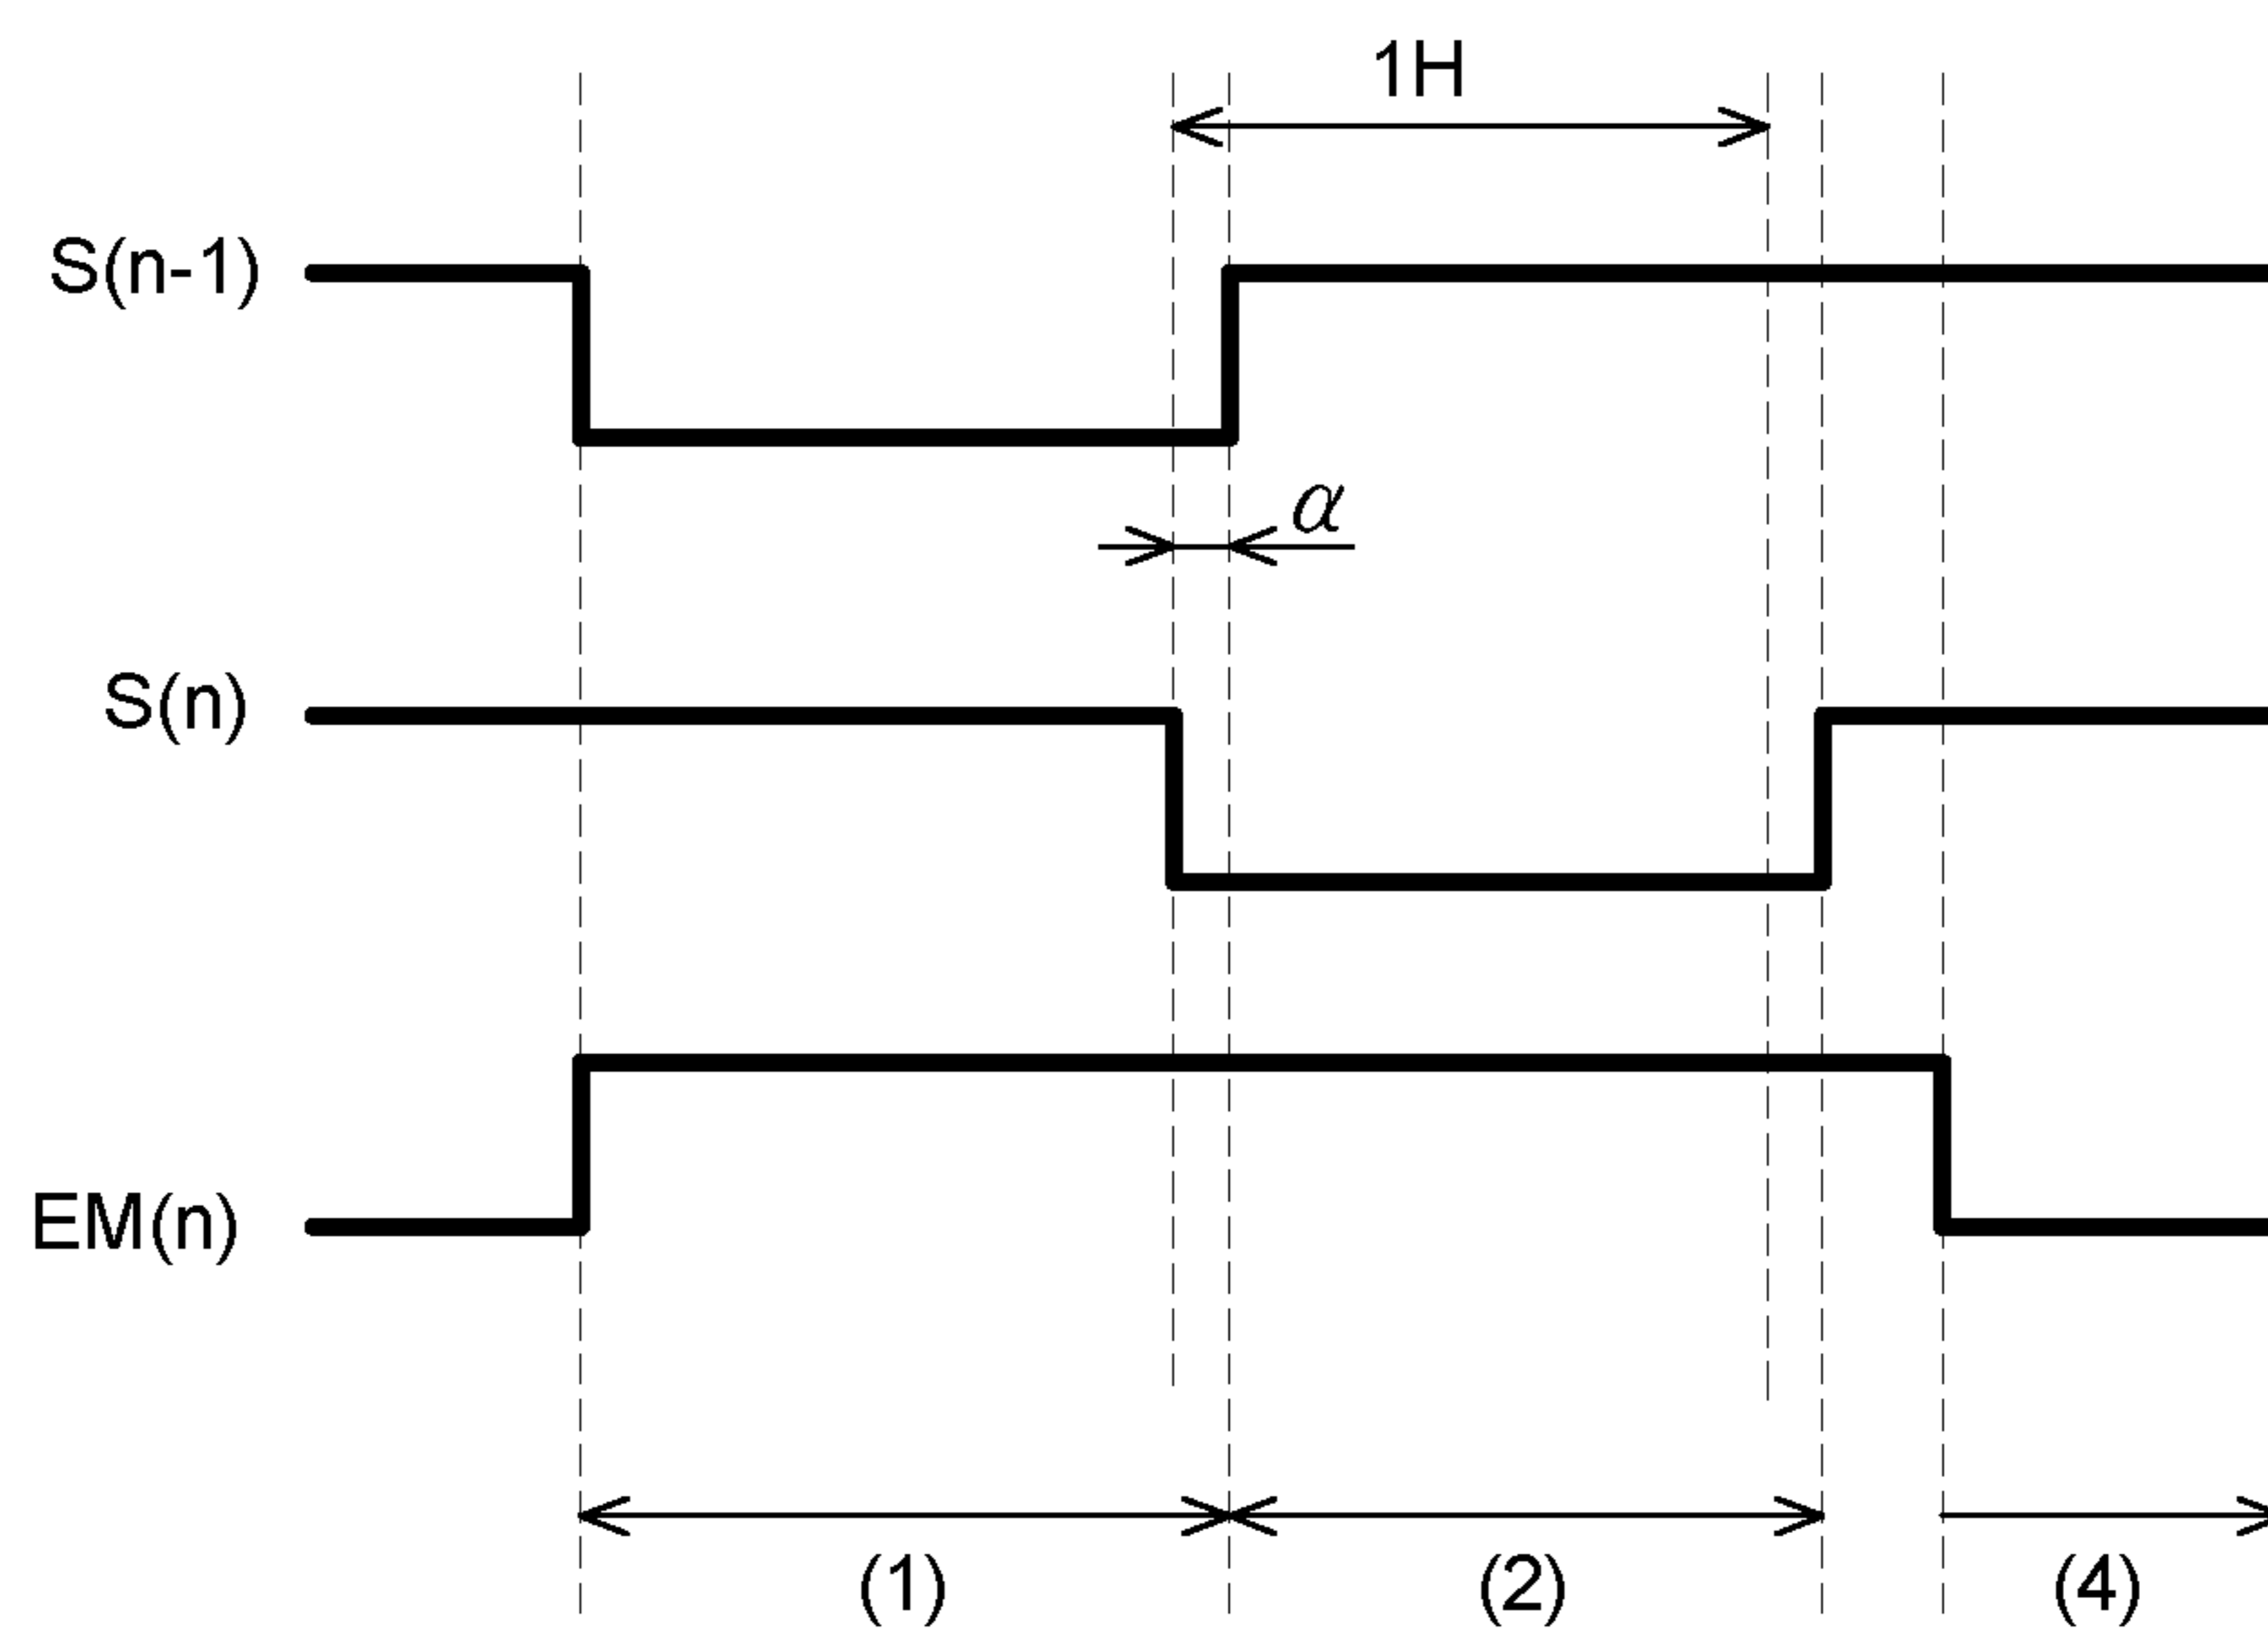 1H
S(n-1)
α
S(n)
EM(n)
(1)
(2)
(4)